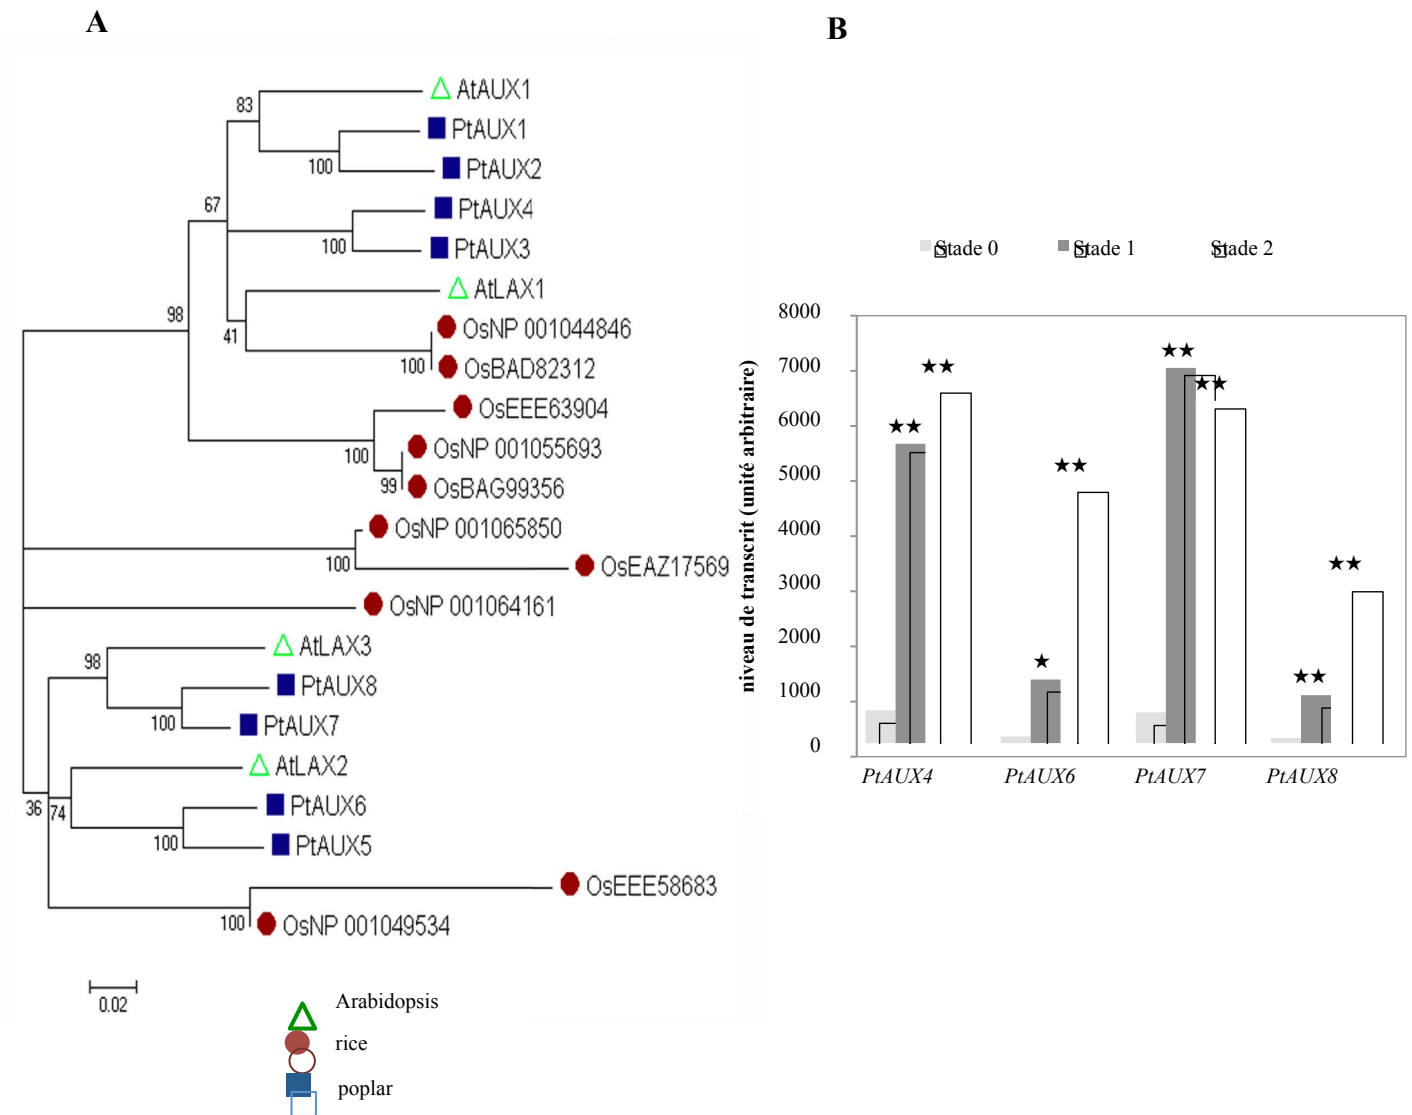 A
B
83
AtAUX1
PtAUX1
100
PtAUX2
67
PtAUX4
100
PtAUX3
98
AtLAX1
41
OsNP 001044846
100
OsBAD82312
OsEEE63904
100
OsNP 001055693
99
OsBAG99356
OsNP 001065850
100
OsEAZ17569
OsNP 001064161
98
AtLAX3
PtAUX8
100
PtAUX7
36
74
AtLAX2
PtAUX6
100
PtAUX5
OsEEE58683
100
OsNP 001049534
0.02
Arabidopsis
rice
poplar
Stade 0 Stade 1 Stade 2
niveau de transcrit (unité arbitraire)
8000
7000
6000
5000
4000
3000
2000
1000
0
★★
★★
★
★★
★★
★★
★★
★★
PtAUX4 PtAUX6 PtAUX7 PtAUX8